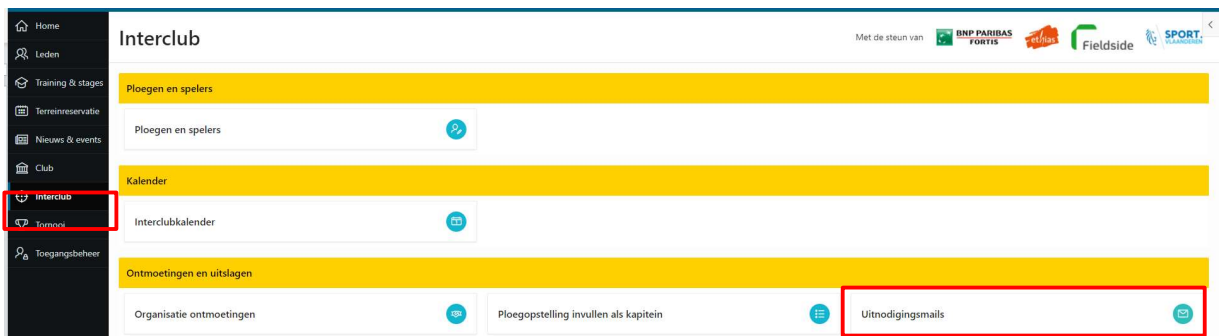 Home
Leden
Training & stages
Terreinreservatie
Nieuws & events
Club
Interclub
Tornooi
Toegangsbeheer
Interclub
Met de steun van
BNP PARIBAS
FORTIS
ethias
Fieldside
SPORT.
VLAANDEREN
Ploegen en spelers
Ploegen en spelers
Kalender
Interclubkalender
Ontmoetingen en uitslagen
Organisatie ontmoetingen
Ploegopstelling invullen als kapitein
Uitnodigingsmails